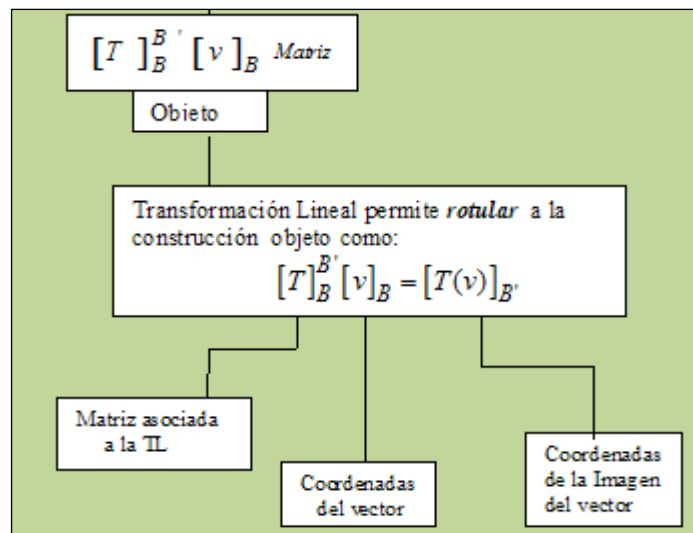 [T]_B^{B'} [v]_B Matriz
Objeto
Transformación Lineal permite rotular a la
construcción objeto como:
[T]_B^{B'} [v]_B = [T(v)]_{B'}
Matriz asociada
a la TL
Coordenadas
del vector
Coordenadas
de la Imagen
del vector